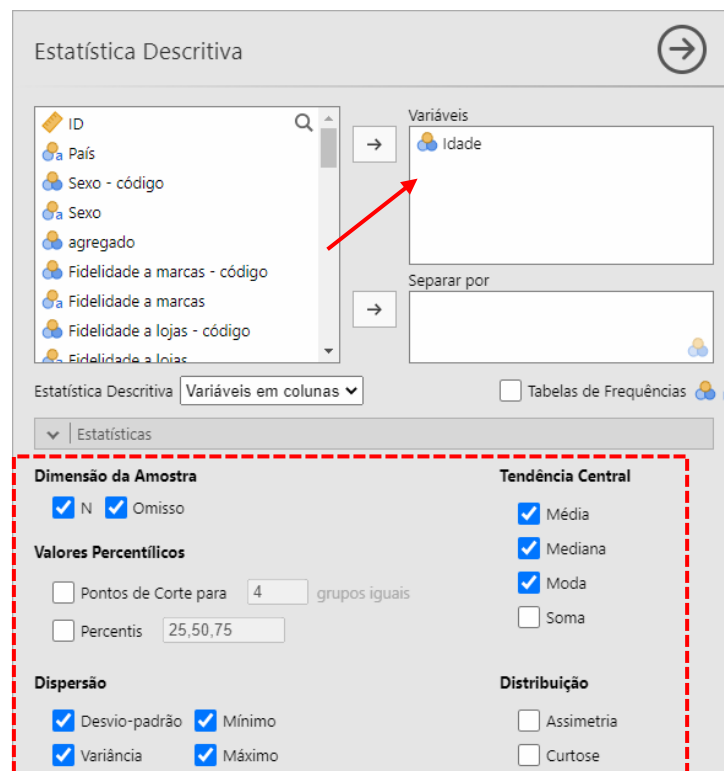 Estatística Descritiva
ID
País
Sexo - código
Sexo
agregado
Fidelidade a marcas - código
Fidelidade a marcas
Fidelidade a lojas - código
Fidelidade a lojas
Variáveis
Idade
Separar por
Estatística Descritiva Variáveis em colunas
Tabelas de Frequências
Estatísticas
Dimensão da Amostra
N Omisso
Valores Percentílicos
Pontos de Corte para 4 grupos iguais
Percentis 25,50,75
Dispersão
Desvio-padrão Mínimo
Variância Máximo
Tendência Central
Média
Mediana
Moda
Soma
Distribuição
Assimetria
Curtose